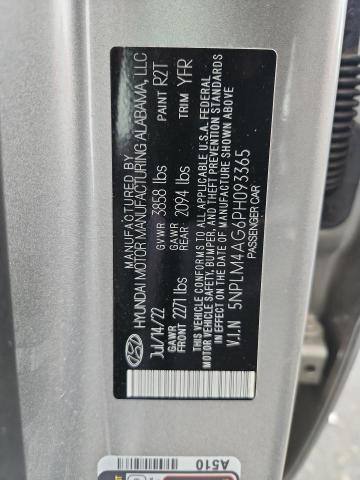 HYUNDAI MOTOR MANUFACTURING ALABAMA, LLC
Jul/14/22 GVWR 3858 lbs PAINT R2T
GAWR FRONT 2271 lbs GAWR REAR 2094 lbs TRIM YFR
THIS VEHICLE CONFORMS TO ALL APPLICABLE U.S.A. FEDERAL
MOTOR VEHICLE SAFETY, BUMPER, AND THEFT PREVENTION STANDARDS
IN EFFECT ON THE DATE OF MANUFACTURE SHOWN ABOVE
V.I.N 5NPLM4AG6PH093365
PASSENGER CAR
A510